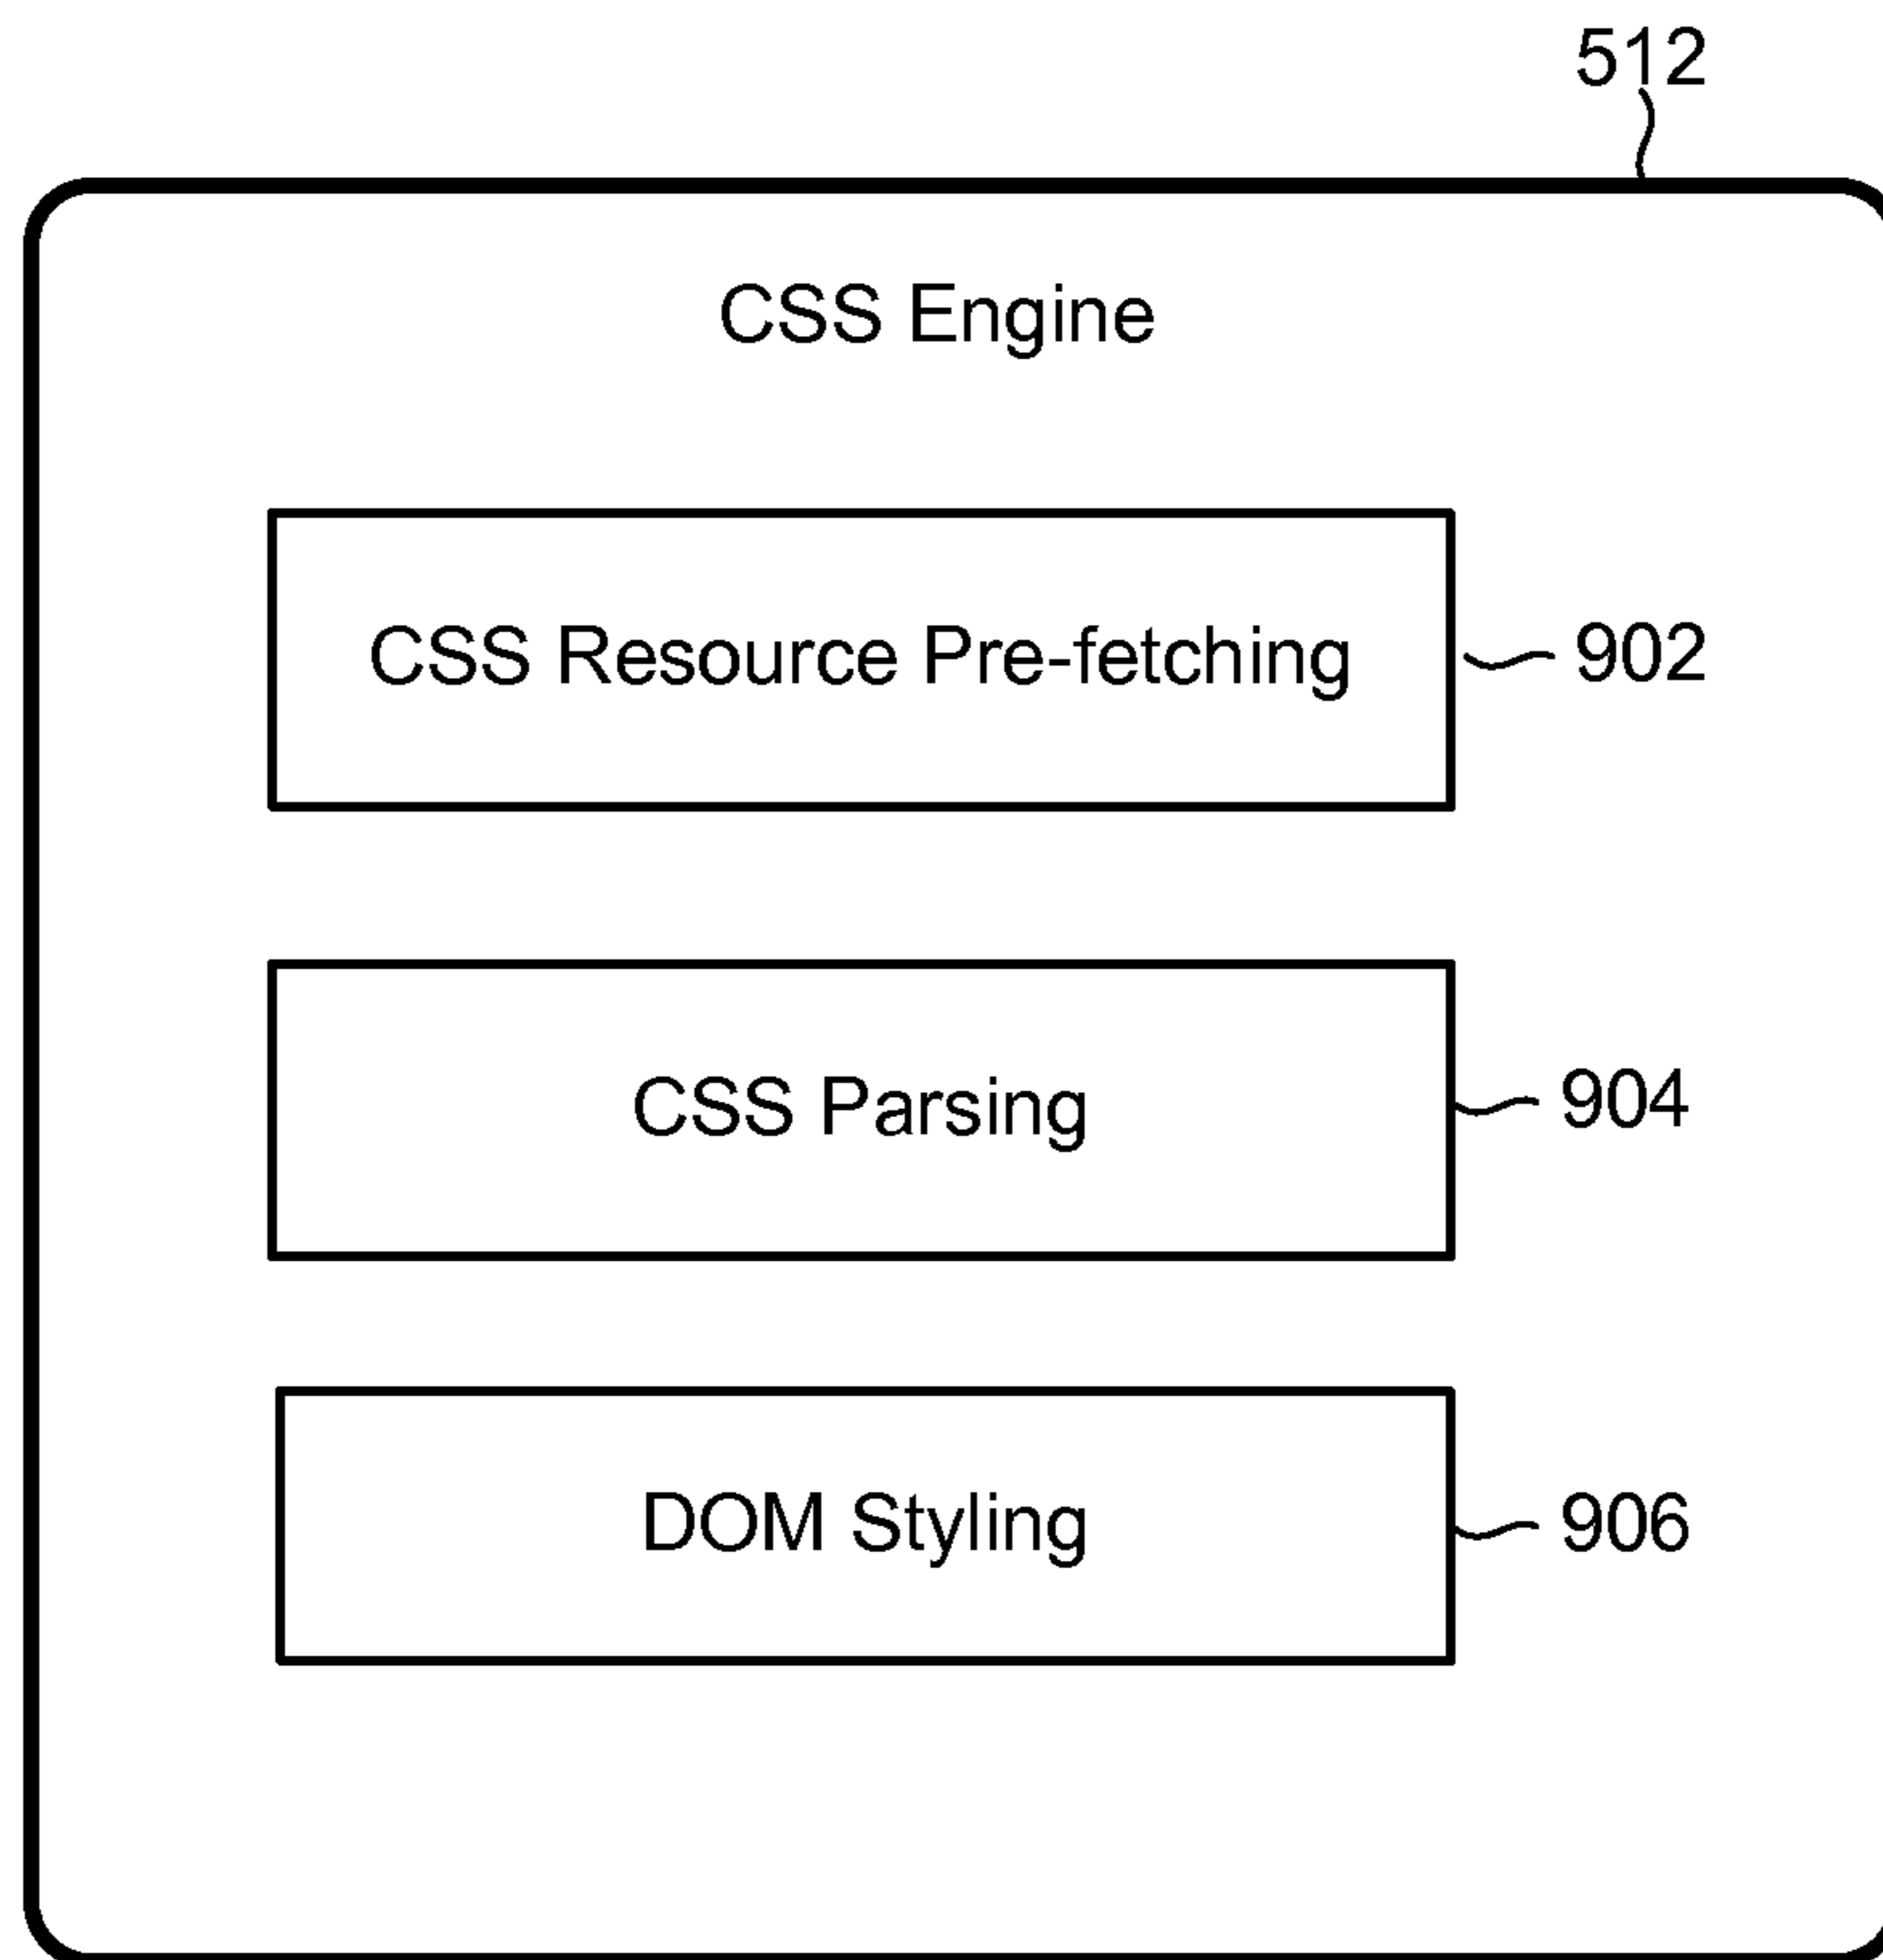 512
CSS Engine
CSS Resource Pre-fetching 902
CSS Parsing 904
DOM Styling 906